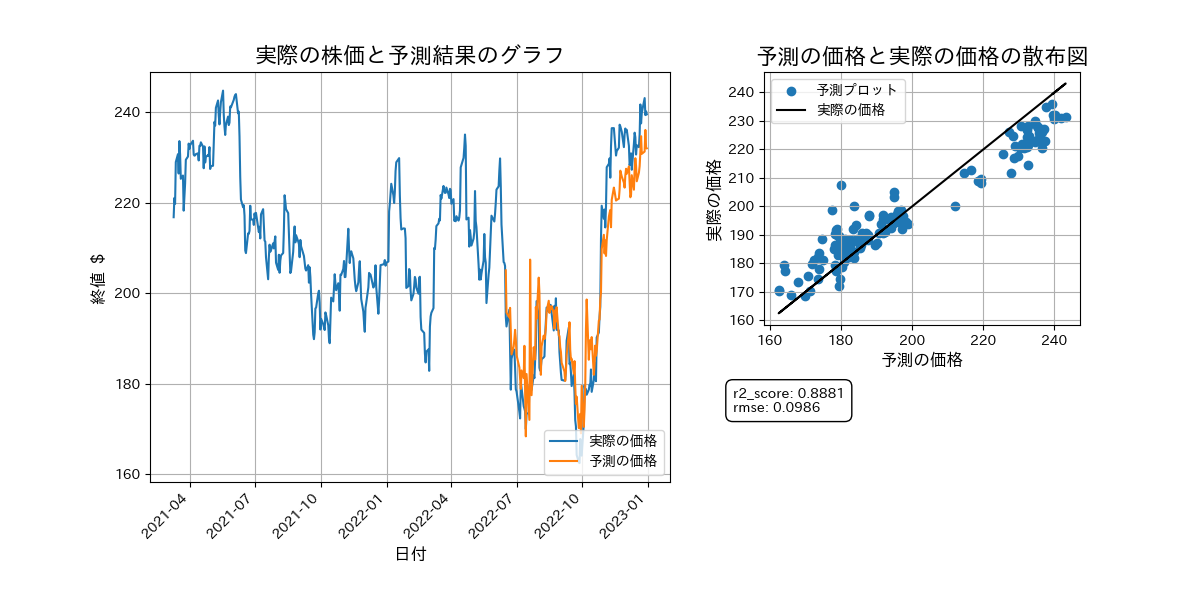 実際の株価と予測結果のグラフ
終値 $
240
220
200
180
160
2021-04
2021-07
2021-10
2022-01
2022-04
2022-07
2022-10
2023-01
日付
実際の価格
予測の価格
予測の価格と実際の価格の散布図
実際の価格
240
230
220
210
200
190
180
170
160
160
180
200
220
240
予測の価格
予測プロット
実際の価格
r2_score: 0.8881
rmse: 0.0986